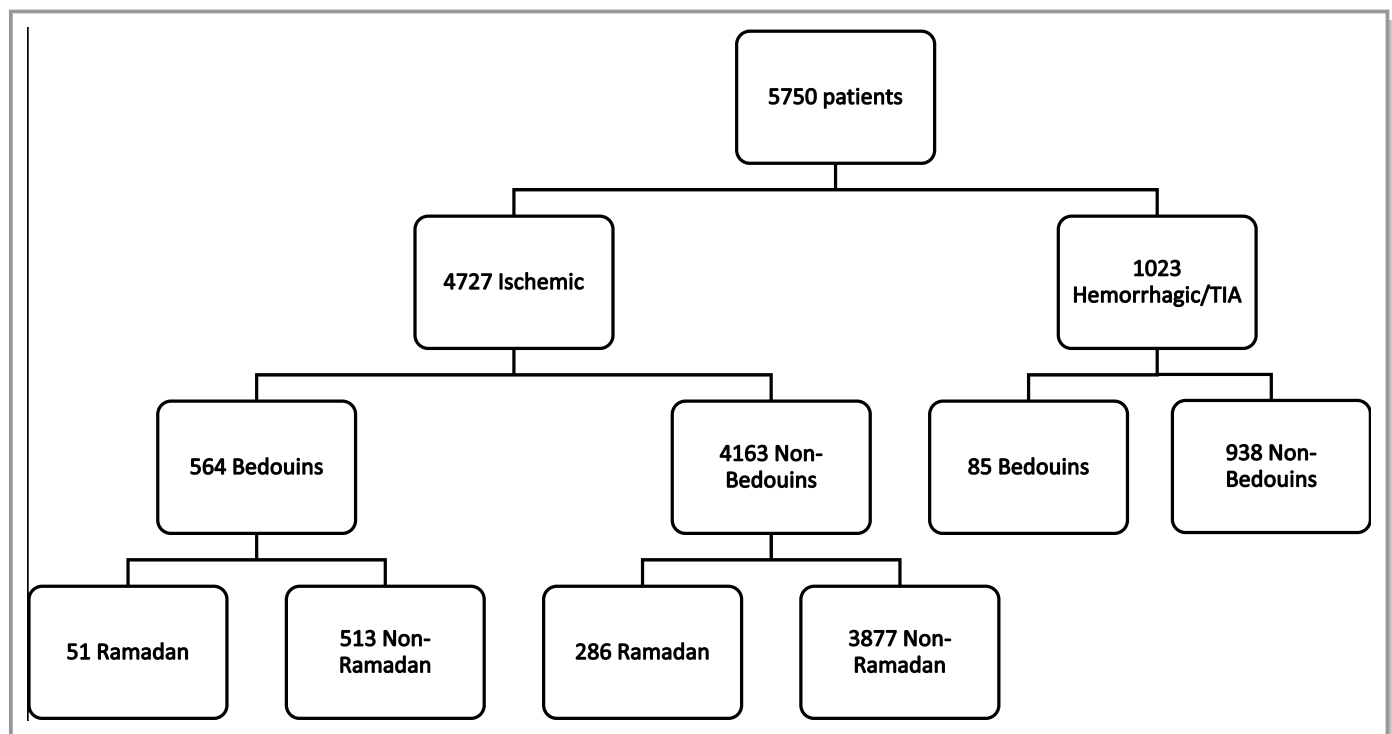 5750 patients
4727 Ischemic
1023
Hemorrhagic/TIA
564 Bedouins
4163 Non-
Bedouins
85 Bedouins
938 Non-
Bedouins
51 Ramadan
513 Non-
Ramadan
286 Ramadan
3877 Non-
Ramadan